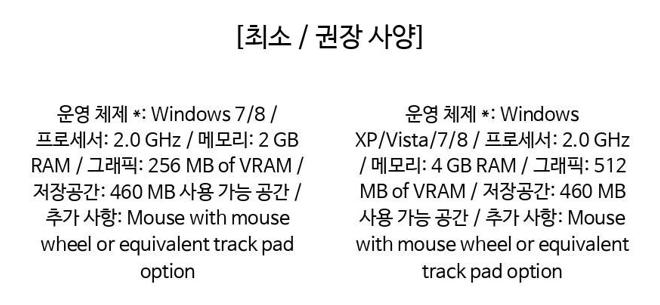 [최소 / 권장 사양]
운영 체제 *: Windows 7/8 /
프로세서: 2.0 GHz / 메모리: 2 GB
RAM / 그래픽: 256 MB of VRAM /
저장공간: 460 MB 사용 가능 공간 /
추가 사항: Mouse with mouse
wheel or equivalent track pad
option
운영 체제 *: Windows
XP/Vista/7/8 / 프로세서: 2.0 GHz
/ 메모리: 4 GB RAM / 그래픽: 512
MB of VRAM / 저장공간: 460 MB
사용 가능 공간 / 추가 사항: Mouse
with mouse wheel or equivalent
track pad option